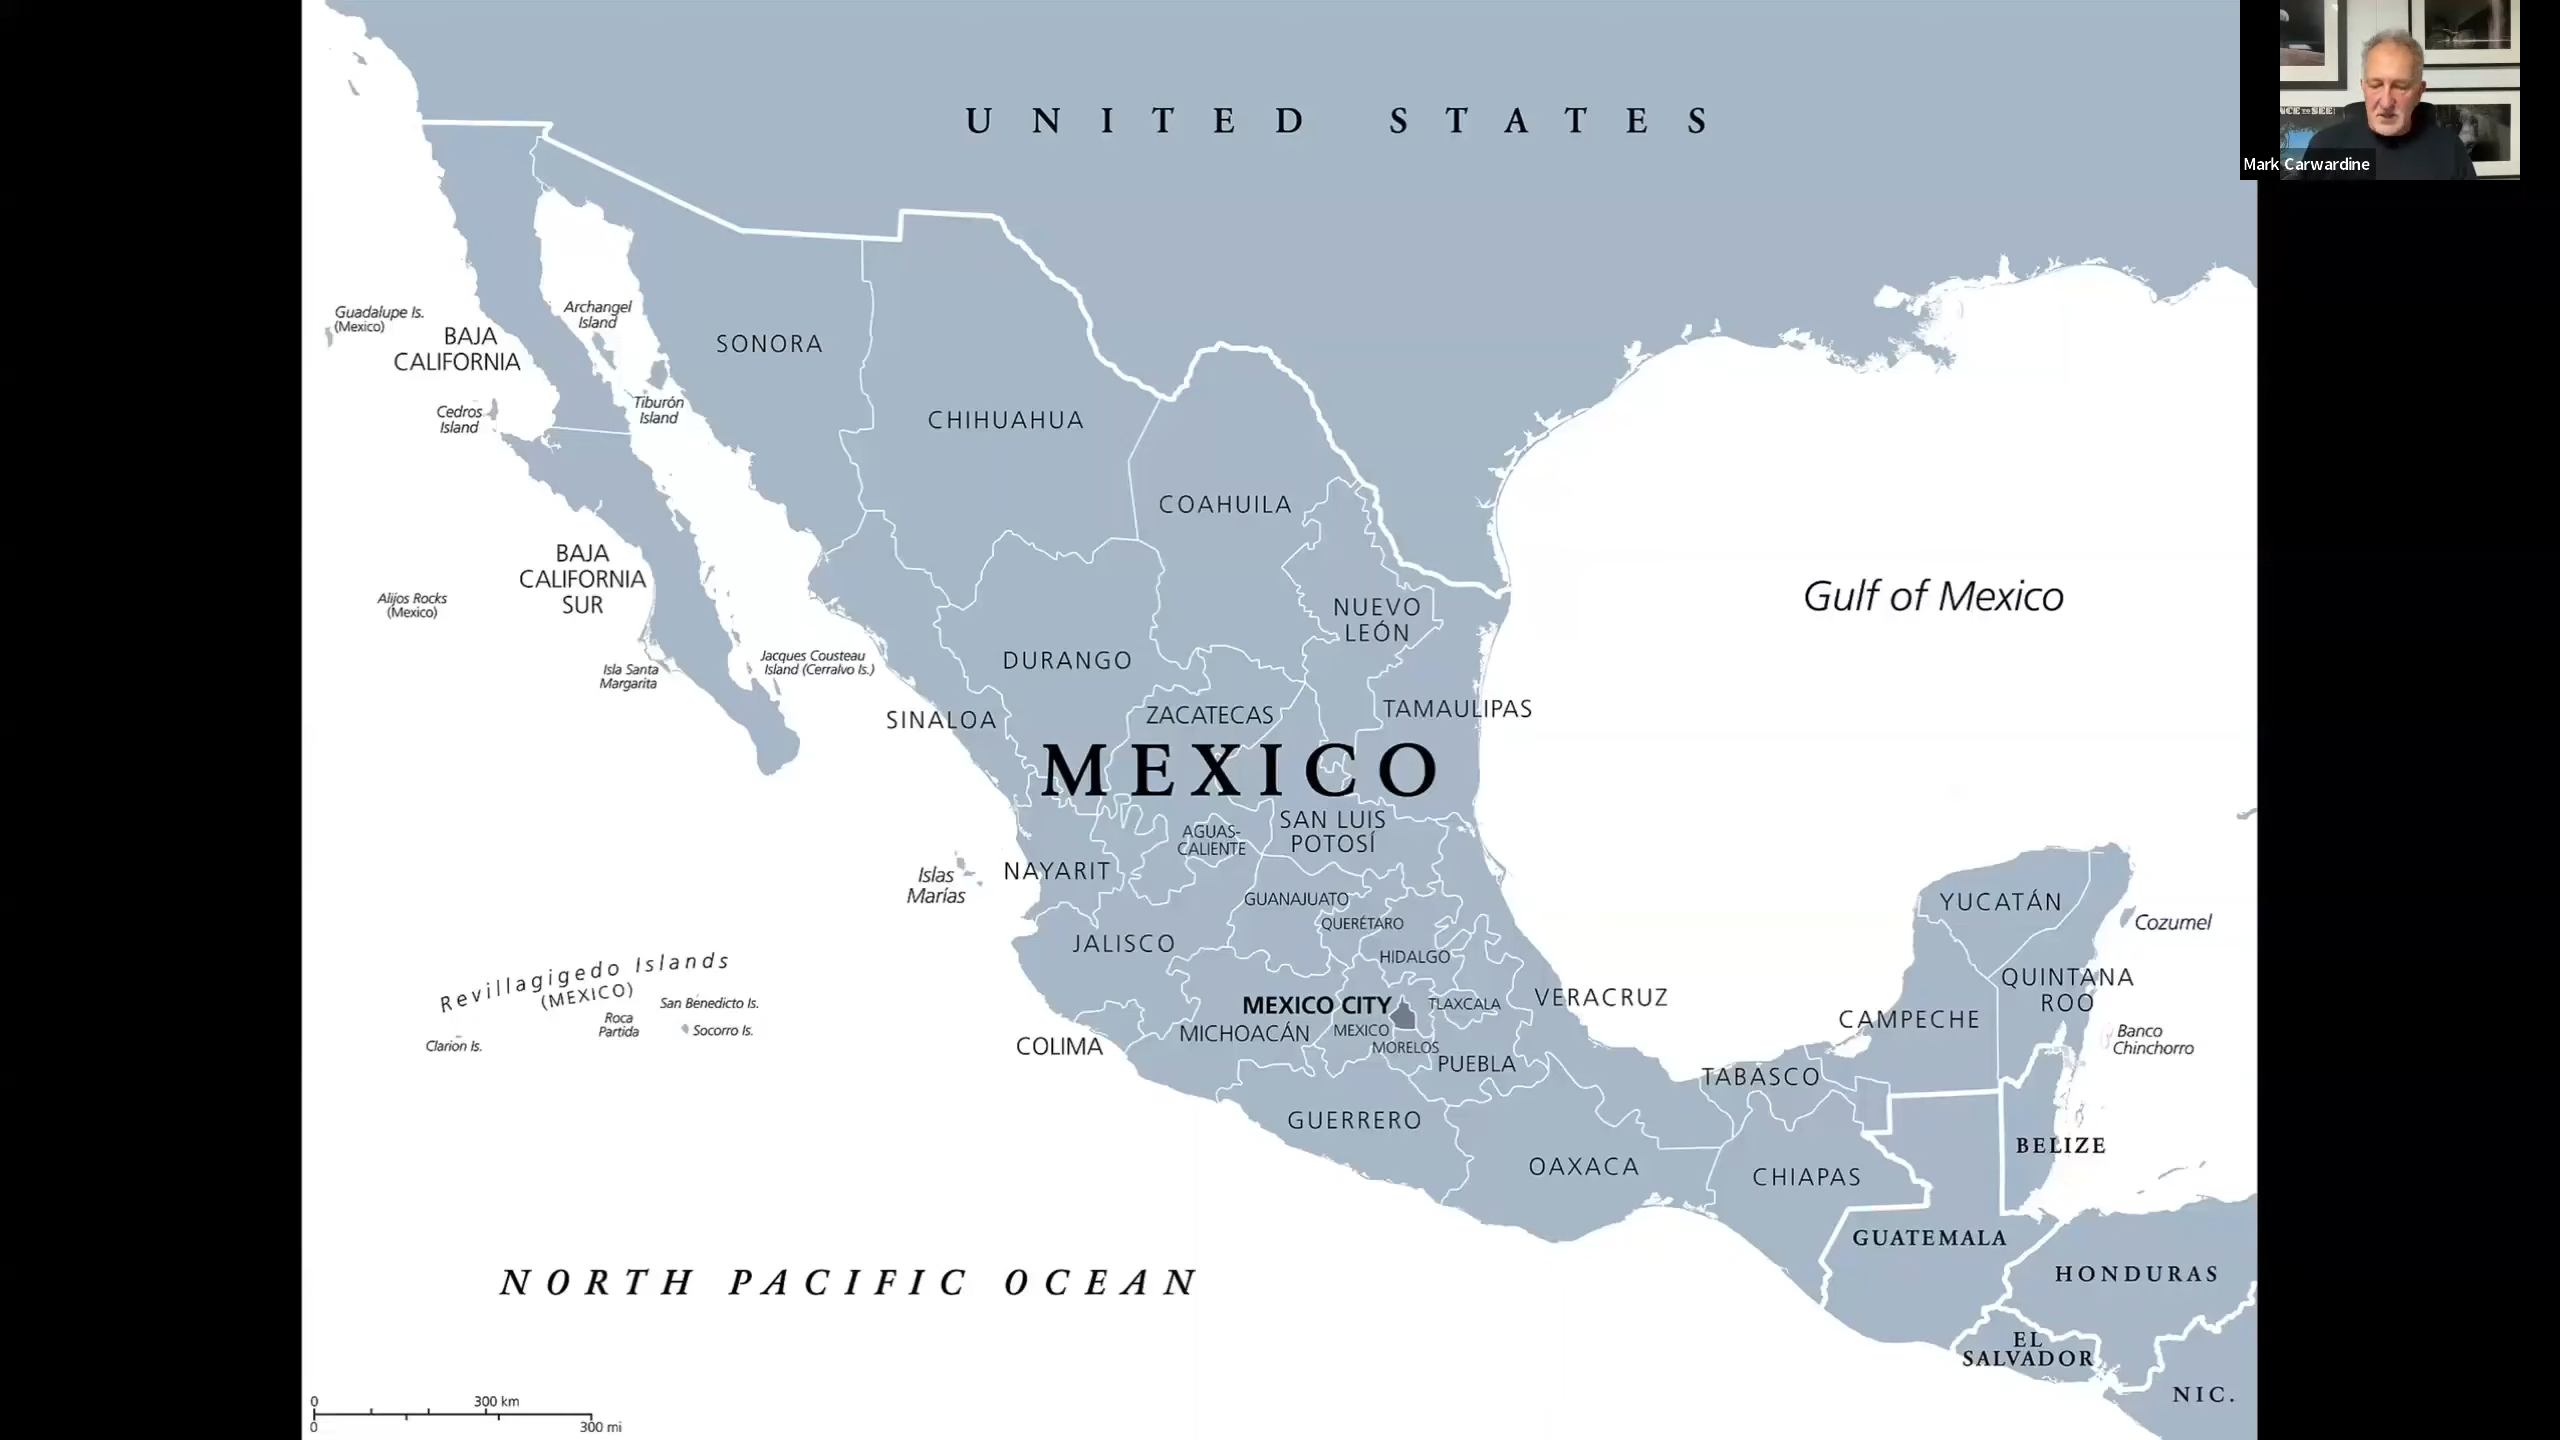 UNITED STATES
NCE TO SEE
Mark Carwardine
Guadalupe Is.
(Mexico)
BAJA
CALIFORNIA
Archangel
Island
SONORA
Cedros
Island
Tiburón
Island
CHIHUAHUA
COAHUILA
BAJA
CALIFORNIA
SUR
Alijos Rocks
(Mexico)
NUEVO
LEÓN
Gulf of Mexico
Isla Santa
Margarita
Jacques Cousteau
Island (Cerralvo Is.)
DURANGO
SINALOA
ZACATECAS
TAMAULIPAS
MEXICO
AGUAS-
CALIENTE
SAN LUIS
POTOSÍ
Islas
Marías
NAYARIT
GUANAJUATO
QUERÉTARO
YUCATÁN
Cozumel
JALISCO
HIDALGO
Revillagigedo Islands
(MEXICO)
San Benedicto Is.
Roca
Partida
Socorro Is.
Clarion Is.
QUINTANA
ROO
MEXICO CITY
TLAXCALA
VERACRUZ
COLIMA
MICHOACÁN
MEXICO
MORELOS
PUEBLA
CAMPECHE
Banco
Chinchorro
TABASCO
GUERRERO
OAXACA
CHIAPAS
BELIZE
GUATEMALA
HONDURAS
NORTH PACIFIC OCEAN
EL
SALVADOR
NIC.
0
300 km
0
300 mi